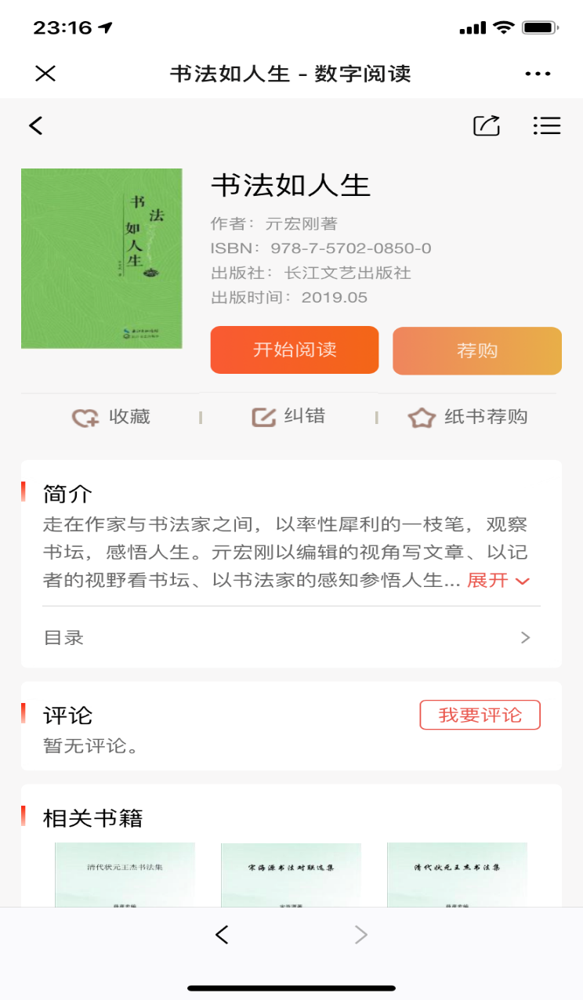 23:16
书法如人生 - 数字阅读
书法如人生
书法如人生
作者：亓宏刚著
ISBN：978-7-5702-0850-0
出版社：长江文艺出版社
出版时间：2019.05
开始阅读
荐购
收藏
纠错
纸书荐购
简介
走在作家与书法家之间，以率性犀利的一枝笔，观察
书坛，感悟人生。亓宏刚以编辑的视角写文章、以记
者的视野看书坛、以书法家的感知参悟人生... 展开
目录
评论
我要评论
暂无评论。
相关书籍
清代状元王杰书法集
宋海源书法对联选集
清代状元王杰书法集